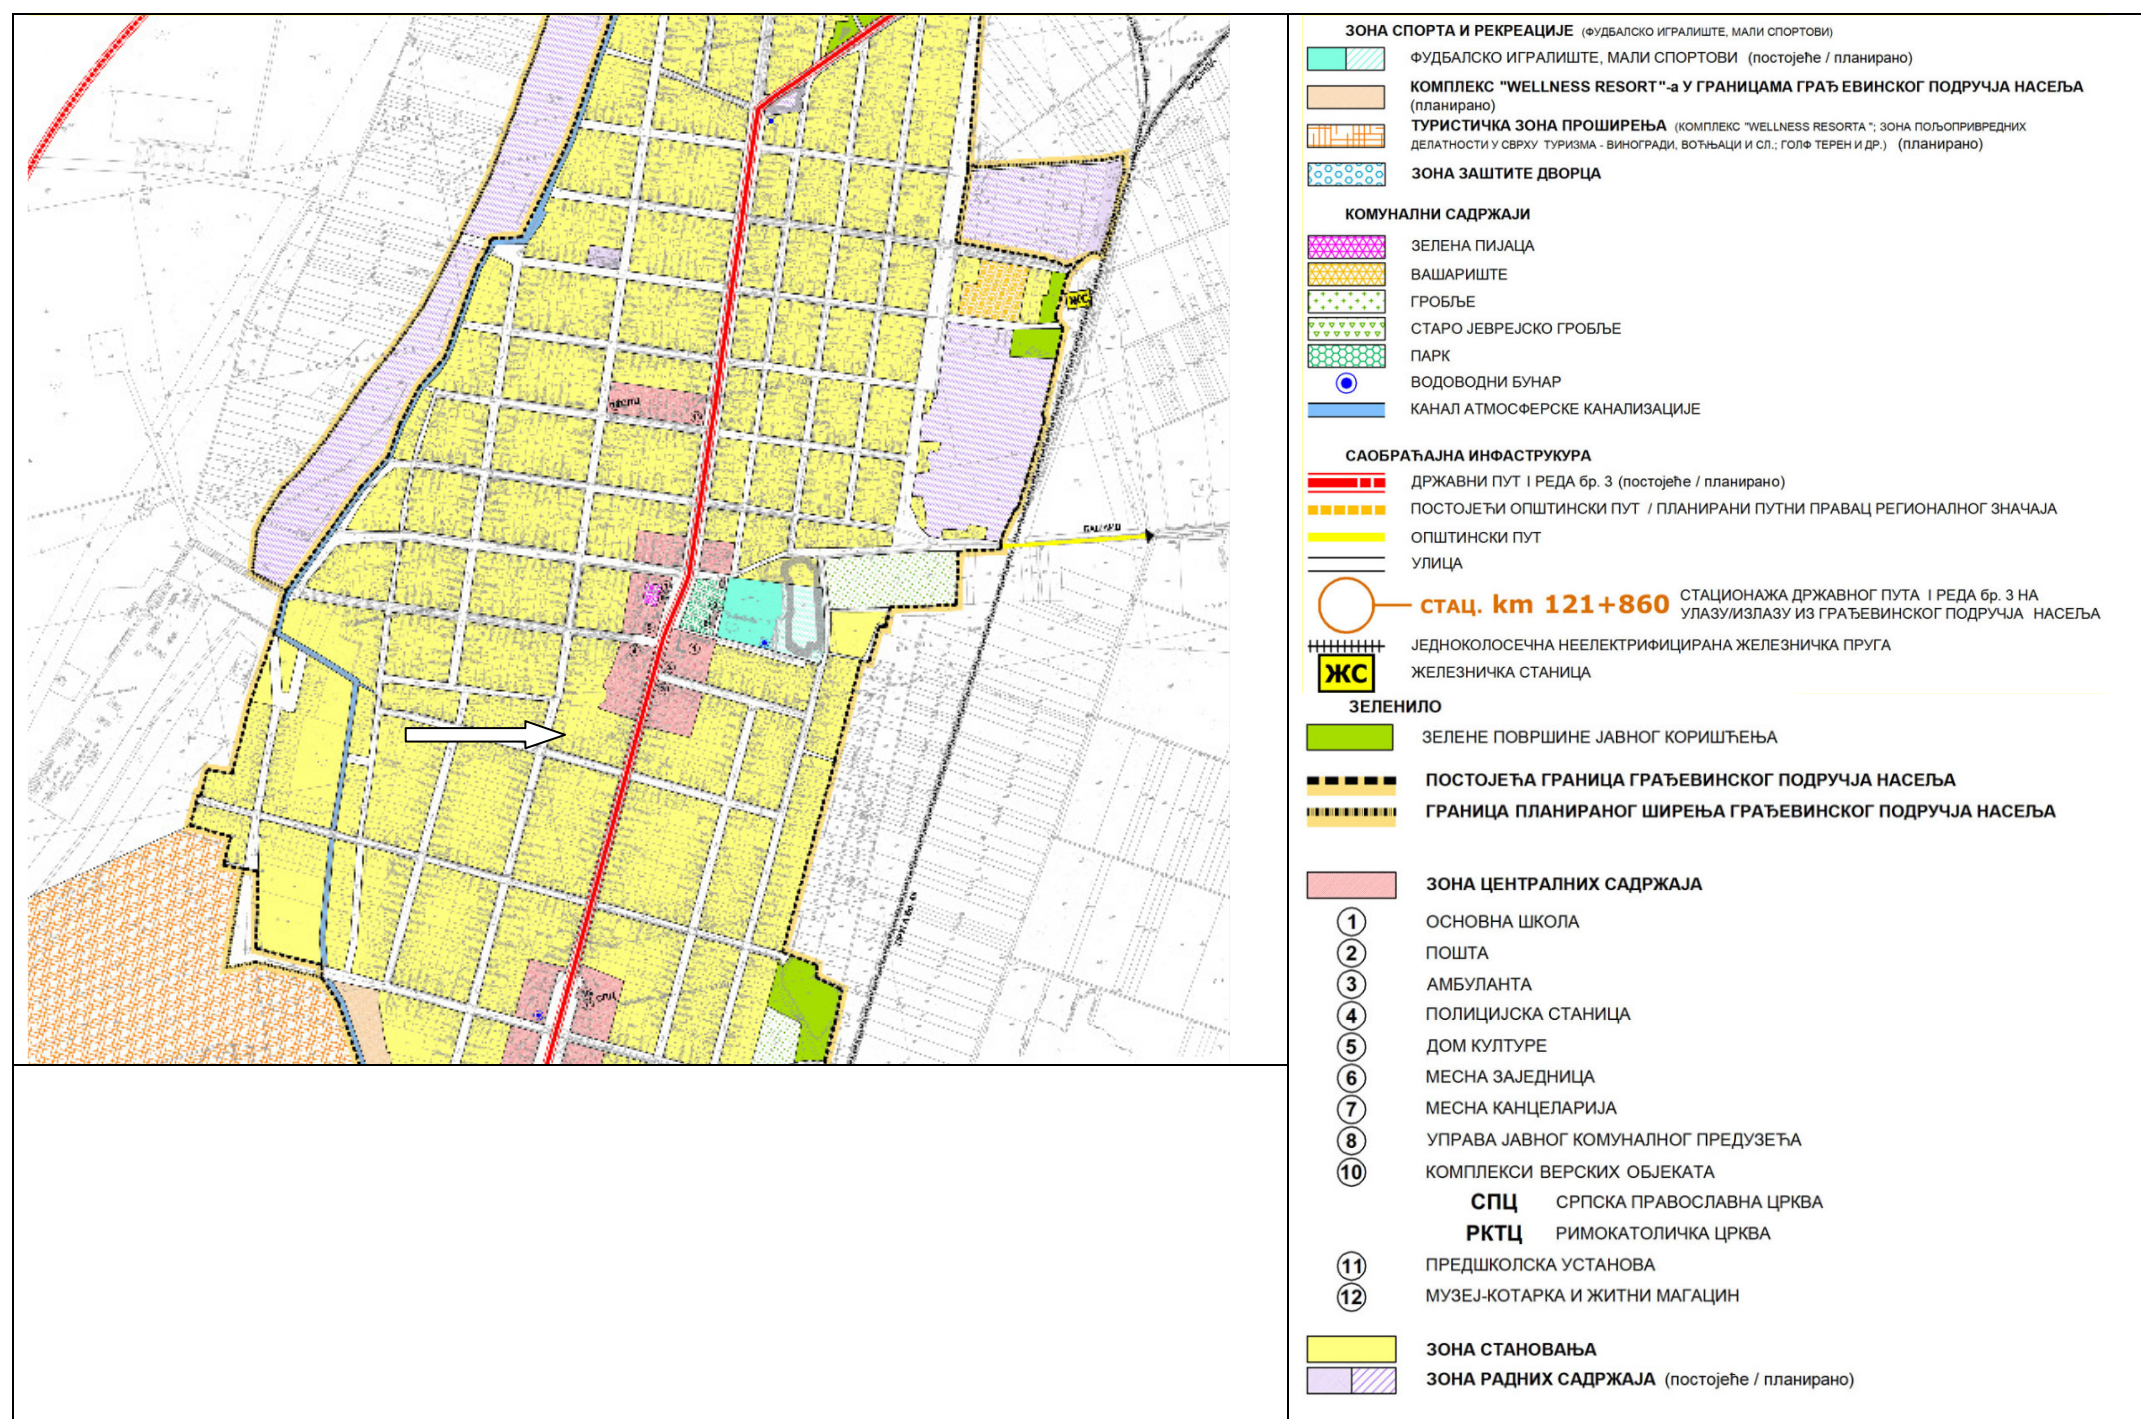 ЖС
СПЦ
ЗОНА СПОРТА И РЕКРЕАЦИЈЕ (ФУДБАЛСКО ИГРАЛИШТЕ, МАЛИ СПОРТОВИ)
ФУДБАЛСКО ИГРАЛИШТЕ, МАЛИ СПОРТОВИ (постојеће / планирано)
КОМПЛЕКС "WELLNESS RESORT"-а У ГРАНИЦАМА ГРАЂЕВИНСКОГ ПОДРУЧЈА НАСЕЉА
(планирано)
ТУРИСТИЧКА ЗОНА ПРОШИРЕЊА (КОМПЛЕКС "WELLNESS RESORTA"; ЗОНА ПОЉОПРИВРЕДНИХ
ДЕЛАТНОСТИ У СВРХУ ТУРИЗМА - ВИНОГРАДИ, ВОЋЊАЦИ И СЛ.; ГОЛФ ТЕРЕН И ДР.) (планирано)
ЗОНА ЗАШТИТЕ ДВОРЦА
КОМУНАЛНИ САДРЖАЈИ
ЗЕЛЕНА ПИЈАЦА
ВАШАРИШТЕ
ГРОБЉЕ
СТАРО ЈЕВРЕЈСКО ГРОБЉЕ
ПАРК
ВОДОВОДНИ БУНАР
КАНАЛ АТМОСФЕРСКЕ КАНАЛИЗАЦИЈЕ
САОБРАЋАЈНА ИНФАСТРУКУРА
ДРЖАВНИ ПУТ I РЕДА бр. 3 (постојеће / планирано)
ПОСТОЈЕЋИ ОПШТИНСКИ ПУТ / ПЛАНИРАНИ ПУТНИ ПРАВАЦ РЕГИОНАЛНОГ ЗНАЧАЈА
ОПШТИНСКИ ПУТ
УЛИЦА
СТАЦ. km 121+860 СТАЦИОНАЖА ДРЖАВНОГ ПУТА I РЕДА бр. 3 НА
УЛАЗУ/ИЗЛАЗУ ИЗ ГРАЂЕВИНСКОГ ПОДРУЧЈА НАСЕЉА
ЈЕДНОКОЛОСЕЧНА НЕЕЛЕКТРИФИЦИРАНА ЖЕЛЕЗНИЧКА ПРУГА
ЖС ЖЕЛЕЗНИЧКА СТАНИЦА
ЗЕЛЕНИЛО
ЗЕЛЕНЕ ПОВРШИНЕ ЈАВНОГ КОРИШЋЕЊА
ПОСТОЈЕЋА ГРАНИЦА ГРАЂЕВИНСКОГ ПОДРУЧЈА НАСЕЉА
ГРАНИЦА ПЛАНИРАНОГ ШИРЕЊА ГРАЂЕВИНСКОГ ПОДРУЧЈА НАСЕЉА
ЗОНА ЦЕНТРАЛНИХ САДРЖАЈА
1 ОСНОВНА ШКОЛА
2 ПОШТА
3 АМБУЛАНТА
4 ПОЛИЦИЈСКА СТАНИЦА
5 ДОМ КУЛТУРЕ
6 МЕСНА ЗАЈЕДНИЦА
7 МЕСНА КАНЦЕЛАРИЈА
8 УПРАВА ЈАВНОГ КОМУНАЛНОГ ПРЕДУЗЕЋА
10 КОМПЛЕКСИ ВЕРСКИХ ОБЈЕКАТА
СПЦ СРПСКА ПРАВОСЛАВНА ЦРКВА
РКТЦ РИМОКАТОЛИЧКА ЦРКВА
11 ПРЕДШКОЛСКА УСТАНОВА
12 МУЗЕЈ-КОТАРКА И ЖИТНИ МАГАЦИН
ЗОНА СТАНОВАЊА
ЗОНА РАДНИХ САДРЖАЈА (постојеће / планирано)